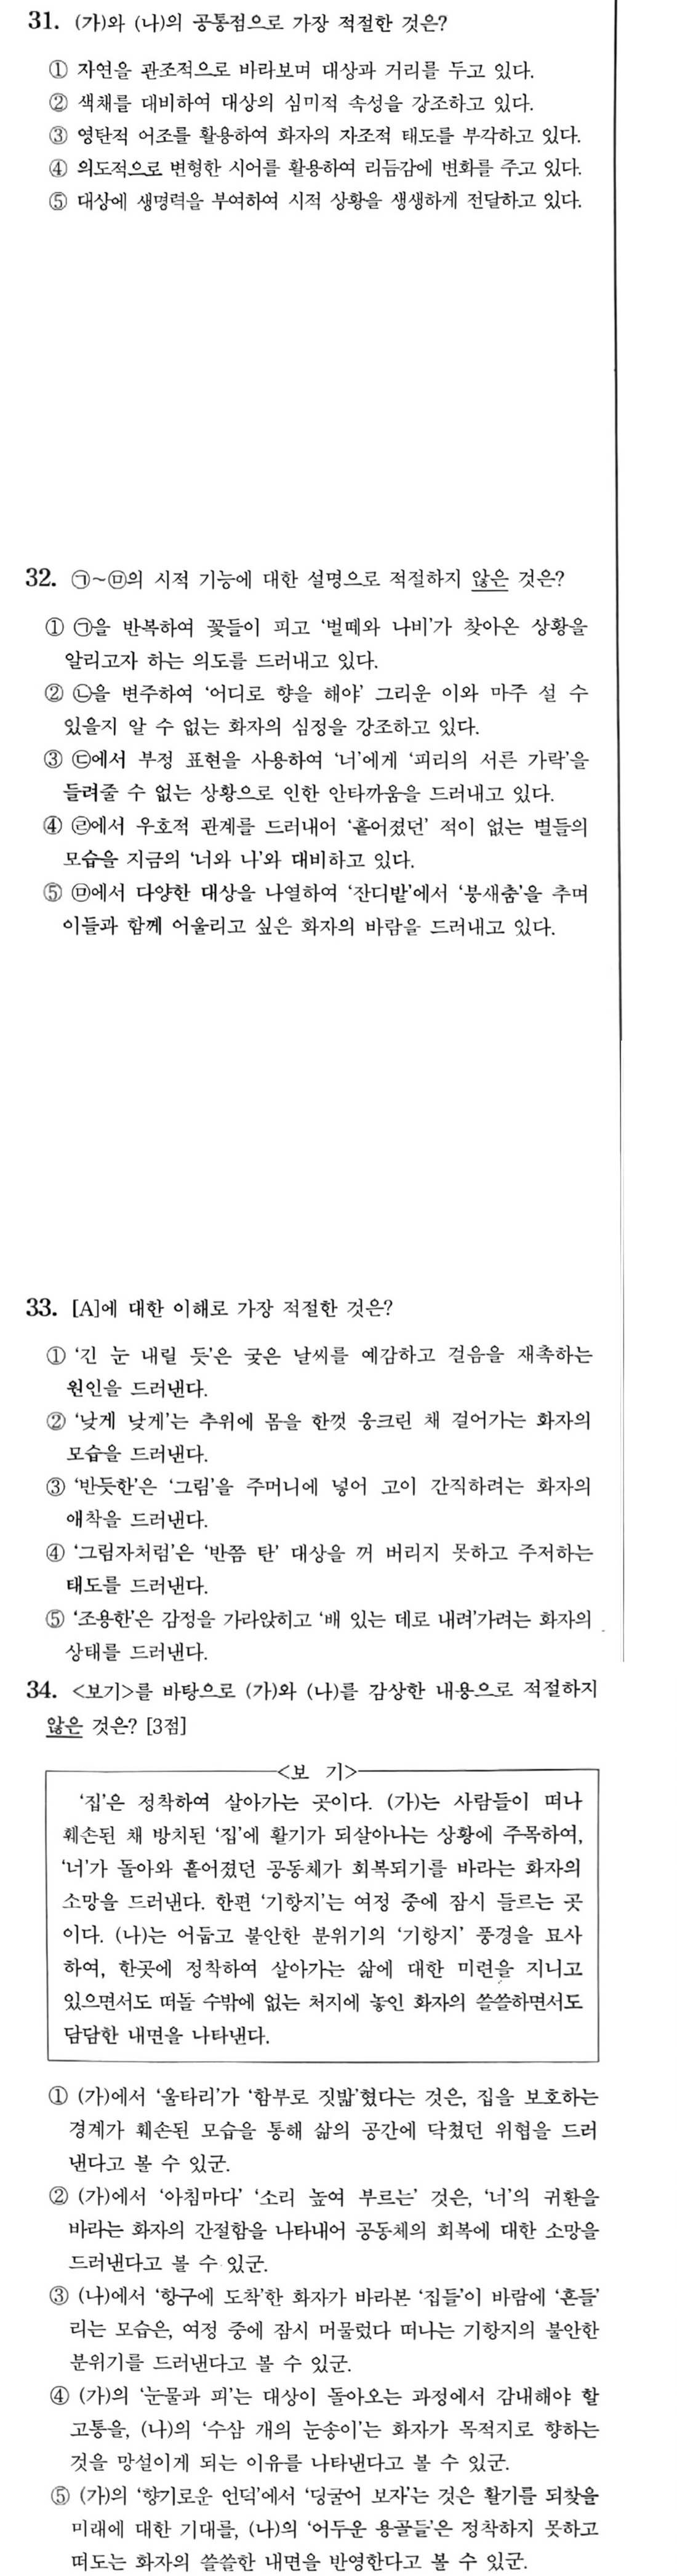 31. (가)와 (나)의 공통점으로 가장 적절한 것은?
① 자연을 관조적으로 바라보며 대상과 거리를 두고 있다.
② 색채를 대비하여 대상의 심미적 속성을 강조하고 있다.
③ 영탄적 어조를 활용하여 화자의 자조적 태도를 부각하고 있다.
④ 의도적으로 변형한 시어를 활용하여 리듬감에 변화를 주고 있다.
⑤ 대상에 생명력을 부여하여 시적 상황을 생생하게 전달하고 있다.
32. ㉠~㉤의 시적 기능에 대한 설명으로 적절하지 않은 것은?
① ㉠을 반복하여 꽃들이 피고 ‘벌떼와 나비’가 찾아온 상황을
알리고자 하는 의도를 드러내고 있다.
② ㉡을 변주하여 ‘어디로 향을 해야’ 그리운 이와 마주 설 수
있을지 알 수 없는 화자의 심정을 강조하고 있다.
③ ㉢에서 부정 표현을 사용하여 ‘너’에게 ‘피리의 서른 가락’을
들려줄 수 없는 상황으로 인한 안타까움을 드러내고 있다.
④ ㉣에서 우호적 관계를 드러내어 ‘흩어졌던’ 적이 없는 별들의
모습을 지금의 ‘너와 나’와 대비하고 있다.
⑤ ㉤에서 다양한 대상을 나열하여 ‘잔디밭’에서 ‘붕새춤’을 추며
이들과 함께 어울리고 싶은 화자의 바람을 드러내고 있다.
33. [A]에 대한 이해로 가장 적절한 것은?
① ‘긴 눈 내릴 듯’은 궂은 날씨를 예감하고 걸음을 재촉하는
원인을 드러낸다.
② ‘낮게 낮게’는 추위에 몸을 한껏 웅크린 채 걸어가는 화자의
모습을 드러낸다.
③ ‘반듯한’은 ‘그림’을 주머니에 넣어 고이 간직하려는 화자의
애착을 드러낸다.
④ ‘그림자처럼’은 ‘반쯤 탄’ 대상을 꺼 버리지 못하고 주저하는
태도를 드러낸다.
⑤ ‘조용한’은 감정을 가라앉히고 ‘배 있는 데로 내려’가려는 화자의
상태를 드러낸다.
34. <보기>를 바탕으로 (가)와 (나)를 감상한 내용으로 적절하지
않은 것은? [3점]
<보 기>
‘집’은 정착하여 살아가는 곳이다. (가)는 사람들이 떠나
훼손된 채 방치된 ‘집’에 활기가 되살아나는 상황에 주목하여,
‘너’가 돌아와 흩어졌던 공동체가 회복되기를 바라는 화자의
소망을 드러낸다. 한편 ‘기항지’는 여정 중에 잠시 들르는 곳
이다. (나)는 어둡고 불안한 분위기의 ‘기항지’ 풍경을 묘사
하여, 한곳에 정착하여 살아가는 삶에 대한 미련을 지니고
있으면서도 떠돌 수밖에 없는 처지에 놓인 화자의 쓸쓸하면서도
담담한 내면을 나타낸다.
① (가)에서 ‘울타리’가 ‘함부로 짓밟’혔다는 것은, 집을 보호하는
경계가 훼손된 모습을 통해 삶의 공간에 닥쳤던 위협을 드러
낸다고 볼 수 있군.
② (가)에서 ‘아침마다’ ‘소리 높여 부르는’ 것은, ‘너’의 귀환을
바라는 화자의 간절함을 나타내어 공동체의 회복에 대한 소망을
드러낸다고 볼 수 있군.
③ (나)에서 ‘항구에 도착’한 화자가 바라본 ‘집들’이 바람에 ‘흔들’
리는 모습은, 여정 중에 잠시 머물렀다 떠나는 기항지의 불안한
분위기를 드러낸다고 볼 수 있군.
④ (가)의 ‘눈물과 피’는 대상이 돌아오는 과정에서 감내해야 할
고통을, (나)의 ‘수삼 개의 눈송이’는 화자가 목적지로 향하는
것을 망설이게 되는 이유를 나타낸다고 볼 수 있군.
⑤ (가)의 ‘향기로운 언덕’에서 ‘딩굴어 보자’는 것은 활기를 되찾을
미래에 대한 기대를, (나)의 ‘어두운 용골들’은 정착하지 못하고
떠도는 화자의 쓸쓸한 내면을 반영한다고 볼 수 있군.